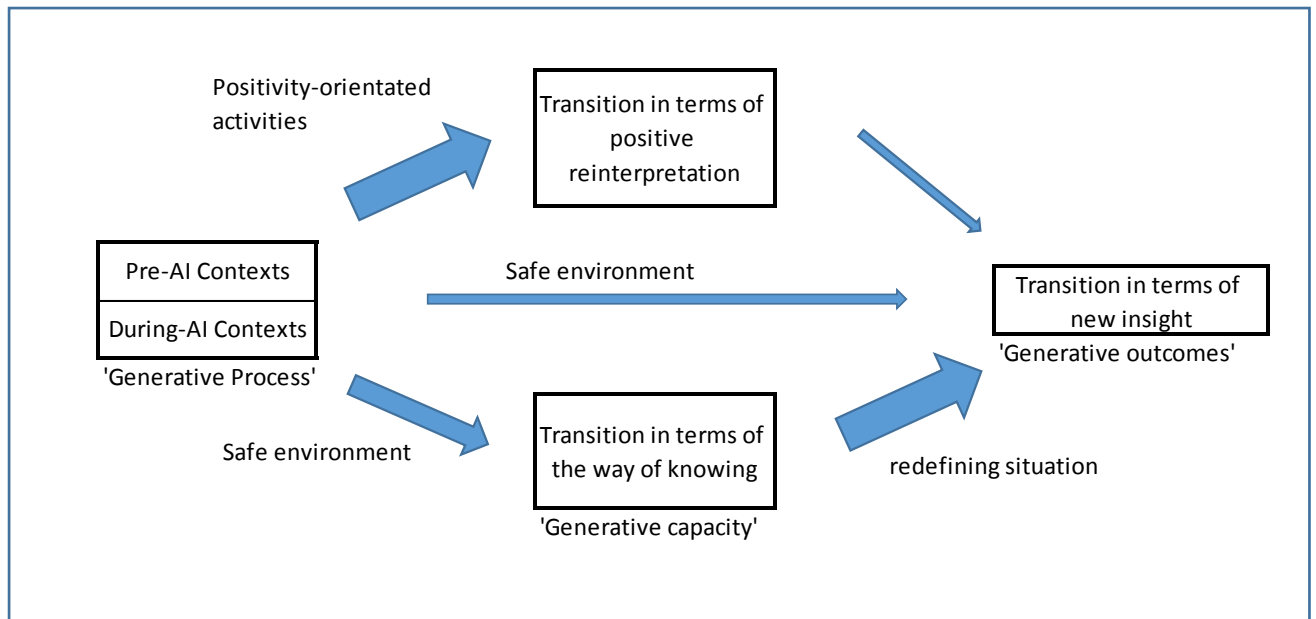 Positivity-orientated
activities
Transition in terms of
positive
reinterpretation
Pre-AI Contexts
During-AI Contexts
'Generative Process'
Safe environment
Transition in terms of
new insight
'Generative outcomes'
Safe environment
Transition in terms of
the way of knowing
'Generative capacity'
redefining situation